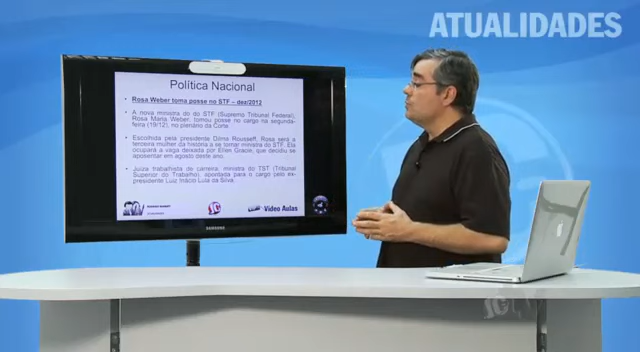 ATUALIDADES
Política Nacional
• Rosa Weber toma posse no STF – dez/2012
• A nova ministra do do STF (Supremo Tribunal Federal),
Rosa Maria Weber, tomou posse no cargo na segunda-
feira (19/12), no plenário da Corte.
• Escolhida pela presidente Dilma Rousseff, Rosa será a
terceira mulher da história a se tornar ministra do STF. Ela
ocupará a vaga deixada por Ellen Gracie, que decidiu se
aposentar em agosto deste ano.
• Juíza trabalhista de carreira, ministra do TST (Tribunal
Superior do Trabalho), apontada para o cargo pelo ex-
presidente Luiz Inácio Lula da Silva.
Vídeo Aulas
SAMSUNG